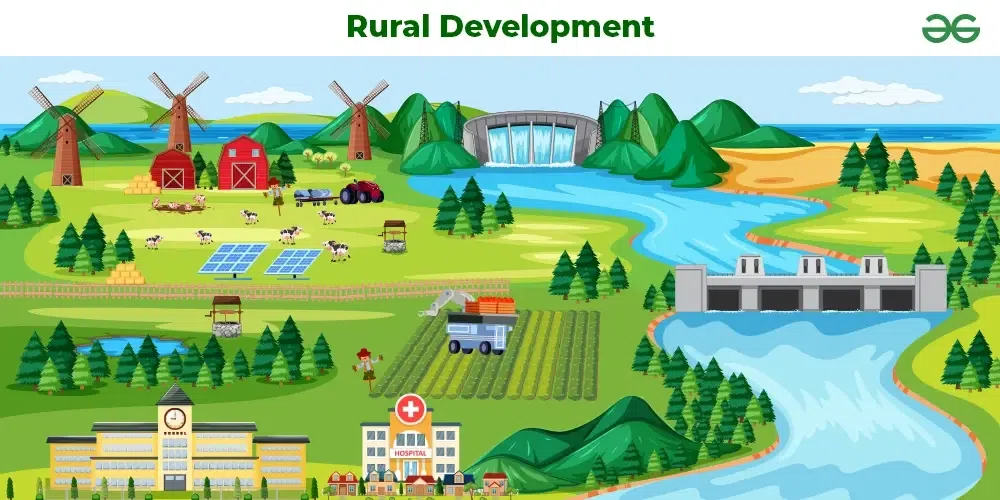 Rural Development
SCHOOL
HOSPITAL